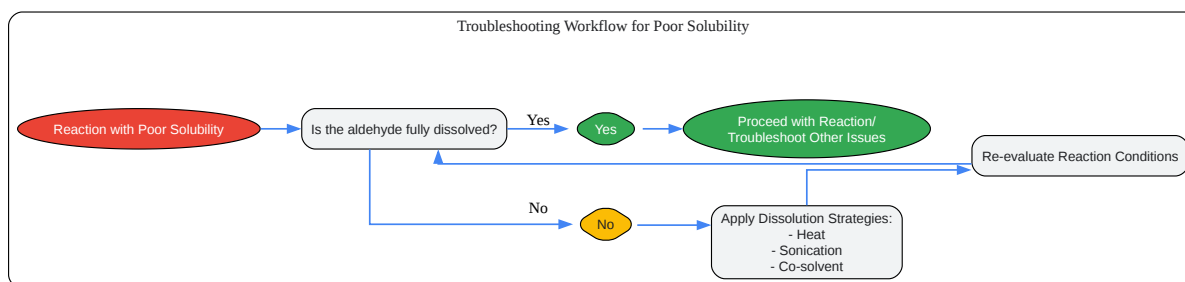 Troubleshooting Workflow for Poor Solubility
Reaction with Poor Solubility
Is the aldehyde fully dissolved?
Yes
Yes
Proceed with Reaction/
Troubleshoot Other Issues
Re-evaluate Reaction Conditions
No
No
Apply Dissolution Strategies:
- Heat
- Sonication
- Co-solvent